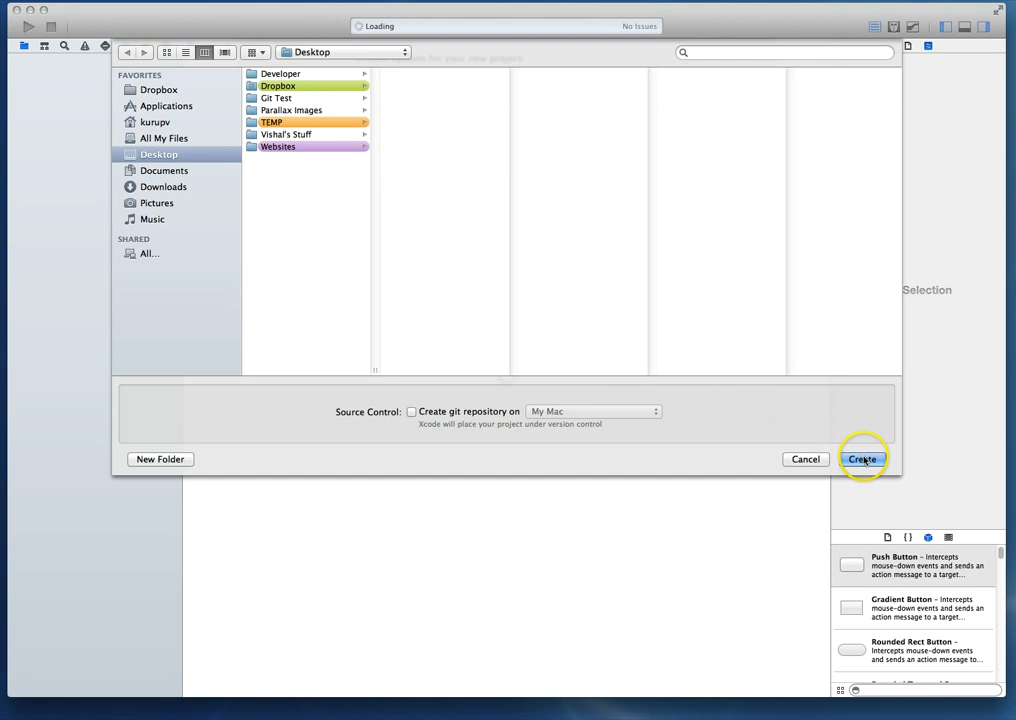 Loading No Issues
Desktop
FAVORITES
Dropbox
Applications
kurupv
All My Files
Desktop
Documents
Downloads
Pictures
Music
SHARED
All...
Developer
Dropbox
Git Test
Parallax Images
TEMP
Vishal's Stuff
Websites
Selection
Source Control: Create git repository on My Mac
Xcode will place your project under version control
New Folder Cancel Create
Push Button – Intercepts
mouse-down events and sends an
action message to a target...
Gradient Button – Intercepts
mouse-down events and sends an
action message to a target...
Rounded Rect Button –
Intercepts mouse-down events
and sends an action message to...